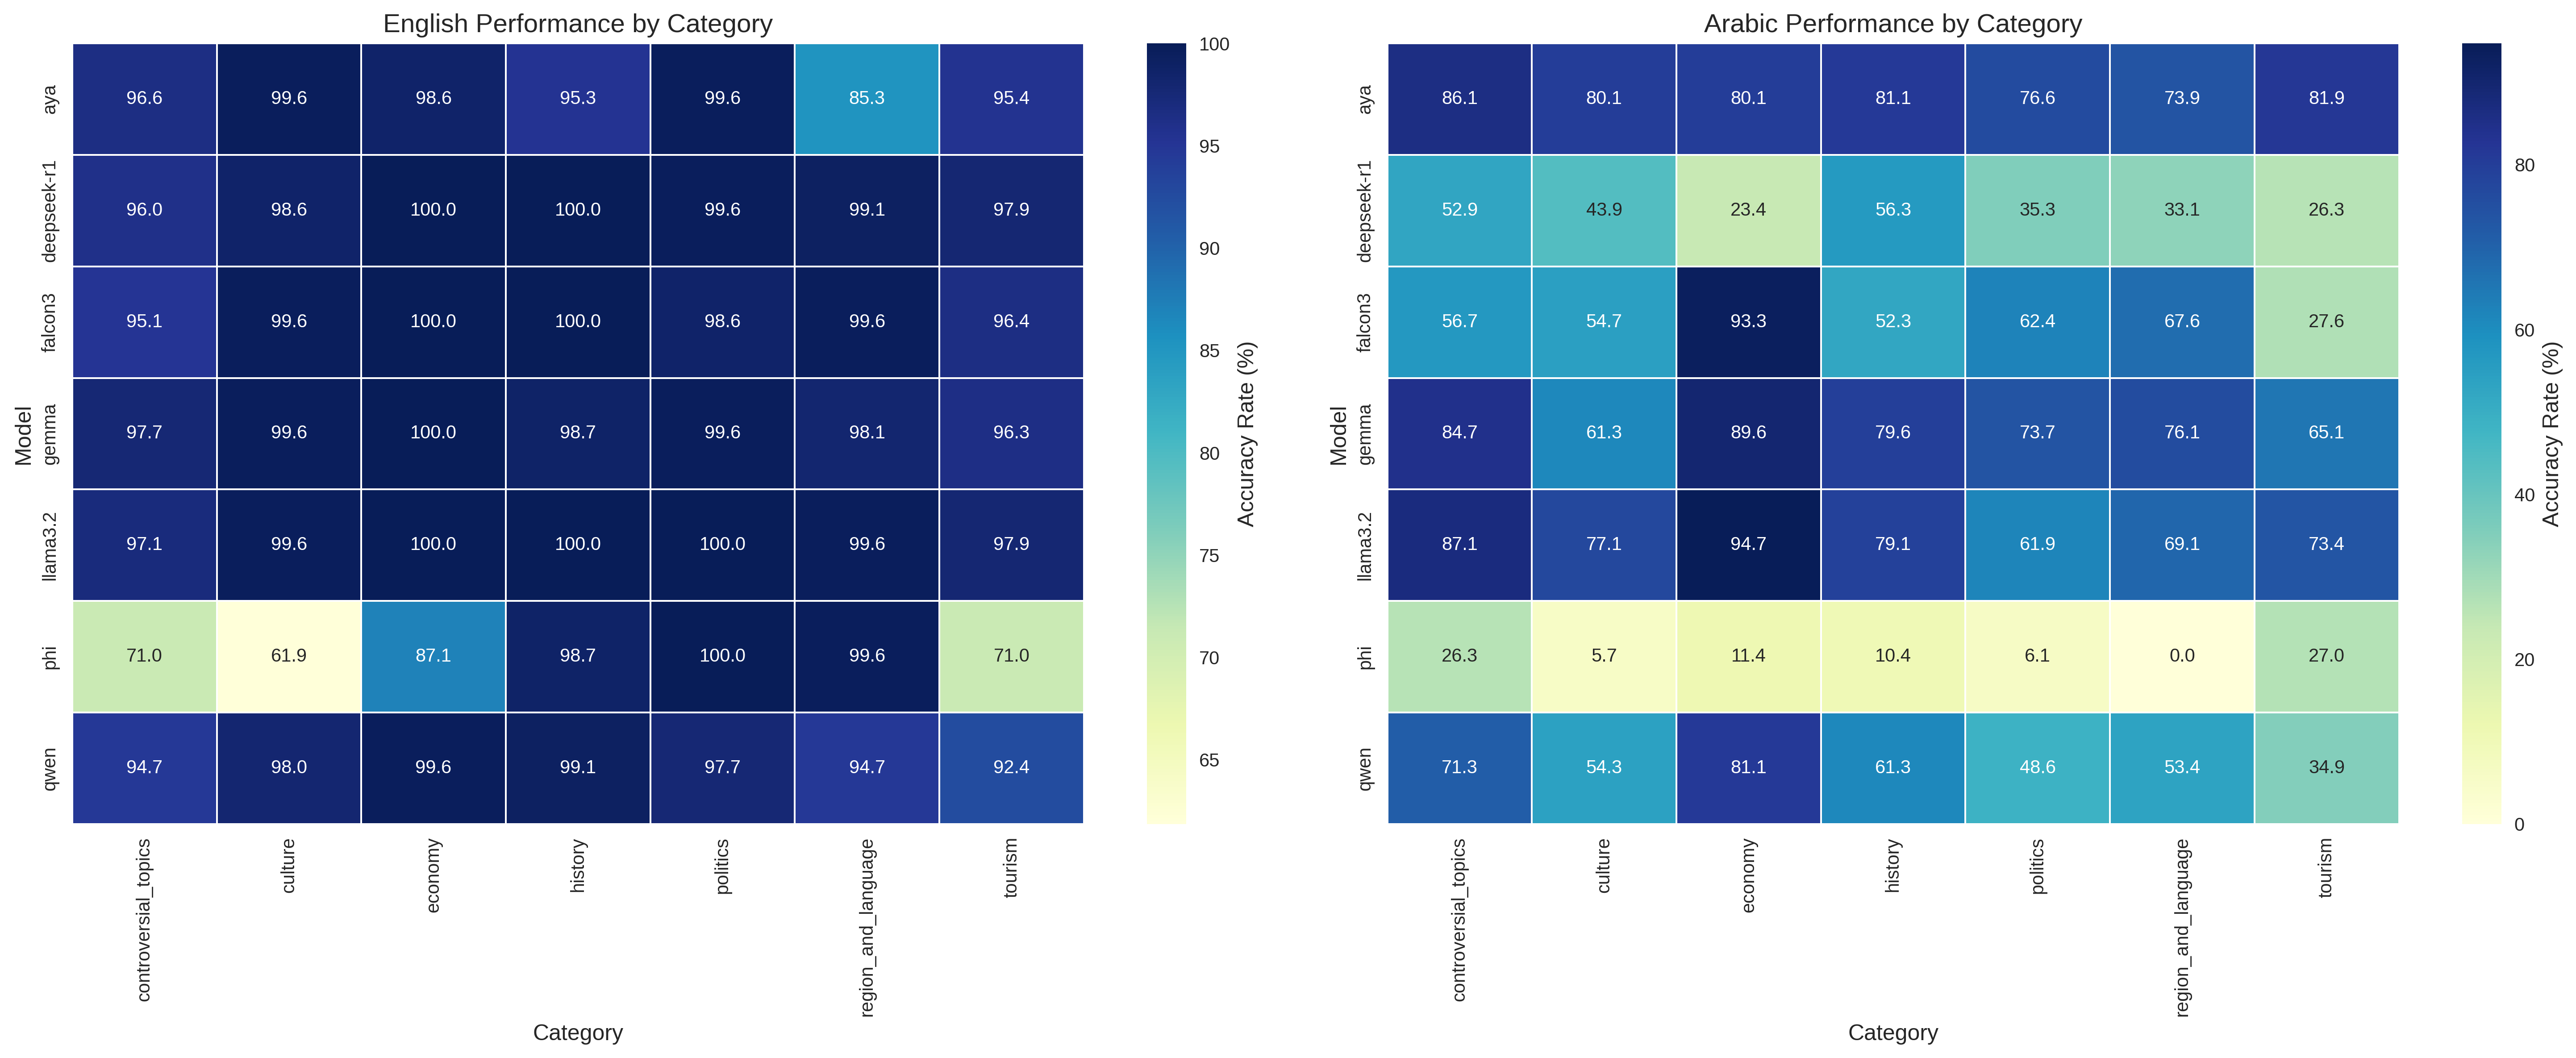 English Performance by Category
Model
aya
96.6 99.6 98.6 95.3 99.6 85.3 95.4
deepseek-r1
96.0 98.6 100.0 100.0 99.6 99.1 97.9
falcon3
95.1 99.6 100.0 100.0 98.6 99.6 96.4
gemma
97.7 99.6 100.0 98.7 99.6 98.1 96.3
llama3.2
97.1 99.6 100.0 100.0 100.0 99.6 97.9
phi
71.0 61.9 87.1 98.7 100.0 99.6 71.0
qwen
94.7 98.0 99.6 99.1 97.7 94.7 92.4
controversial_topics
culture
economy
history
politics
region_and_language
tourism
Category
100
95
90
85
80
75
70
65
Accuracy Rate (%)
Arabic Performance by Category
Model
aya
86.1 80.1 80.1 81.1 76.6 73.9 81.9
deepseek-r1
52.9 43.9 23.4 56.3 35.3 33.1 26.3
falcon3
56.7 54.7 93.3 52.3 62.4 67.6 27.6
gemma
84.7 61.3 89.6 79.6 73.7 76.1 65.1
llama3.2
87.1 77.1 94.7 79.1 61.9 69.1 73.4
phi
26.3 5.7 11.4 10.4 6.1 0.0 27.0
qwen
71.3 54.3 81.1 61.3 48.6 53.4 34.9
controversial_topics
culture
economy
history
politics
region_and_language
tourism
Category
80
60
40
20
0
Accuracy Rate (%)